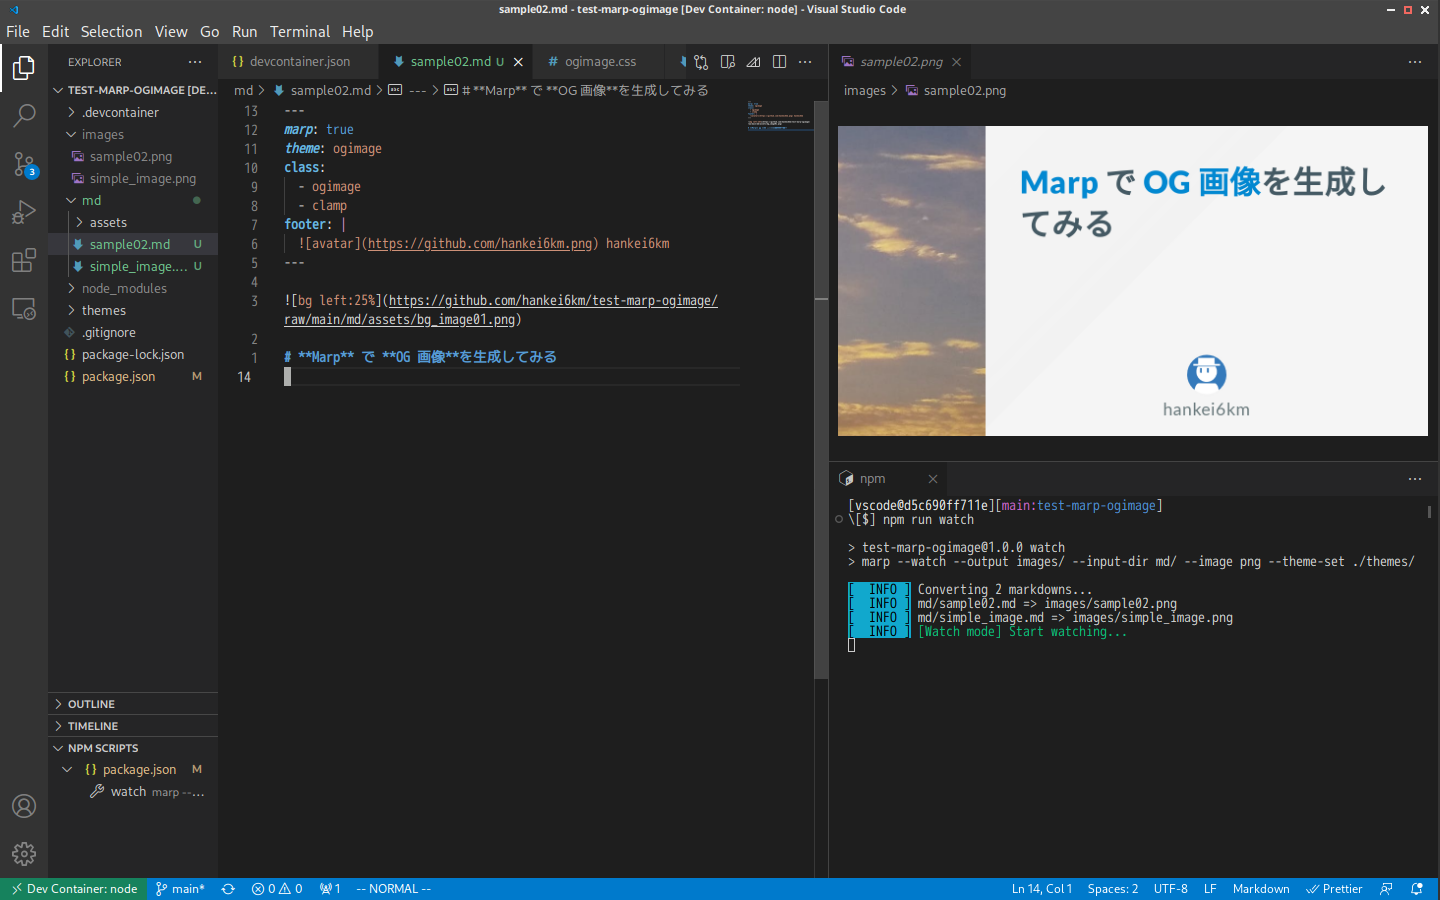 sample02.md - test-marp-ogimage [Dev Container: node] - Visual Studio Code
File Edit Selection View Go Run Terminal Help
EXPLORER ···
TEST-MARP-OGIMAGE [DE...
.devcontainer
images
sample02.png
simple_image.png
md
assets
sample02.md U
simple_image.... U
node_modules
themes
.gitignore
package-lock.json
package.json M
3
OUTLINE
TIMELINE
NPM SCRIPTS
package.json M
watch marp --...
devcontainer.json
sample02.md U
# ogimage.css
md > sample02.md > --- > # **Marp** で **OG 画像**を生成してみる
13 ---
12 marp: true
11 theme: ogimage
10 class:
9 - ogimage
8 - clamp
7 footer: |
6 ![avatar](https://github.com/hankei6km.png) hankei6km
5 ---
4
3 ![bg left:25%](https://github.com/hankei6km/test-marp-ogimage/
raw/main/md/assets/bg_image01.png)
2
1 # **Marp** で **OG 画像**を生成してみる
14
sample02.png
images > sample02.png
Marp で OG 画像を生成し
てみる
hankei6km
npm
[vscode@d5c690ff711e][main:test-marp-ogimage]
\[$] npm run watch
> test-marp-ogimage@1.0.0 watch
> marp --watch --output images/ --input-dir md/ --image png --theme-set ./themes/
[ INFO ] Converting 2 markdowns...
[ INFO ] md/sample02.md => images/sample02.png
[ INFO ] md/simple_image.md => images/simple_image.png
[ INFO ] [Watch mode] Start watching...
Dev Container: node main* 0 0 1 -- NORMAL -- Ln 14, Col 1 Spaces: 2 UTF-8 LF Markdown Prettier